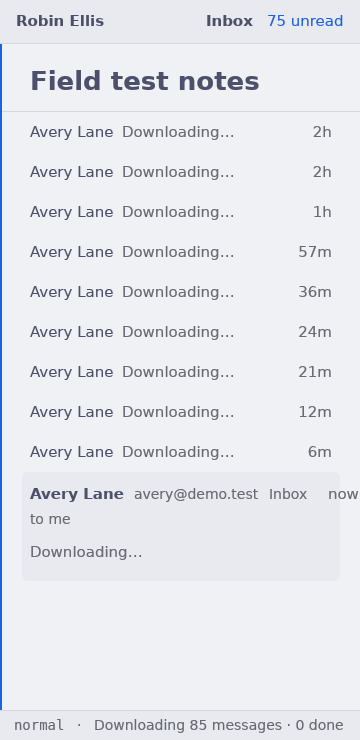 Robin Ellis Inbox 75 unread
Field test notes
Avery Lane Downloading… 2h
Avery Lane Downloading… 2h
Avery Lane Downloading… 1h
Avery Lane Downloading… 57m
Avery Lane Downloading… 36m
Avery Lane Downloading… 24m
Avery Lane Downloading… 21m
Avery Lane Downloading… 12m
Avery Lane Downloading… 6m
Avery Lane avery@demo.test Inbox now
to me
Downloading…
normal · Downloading 85 messages · 0 done